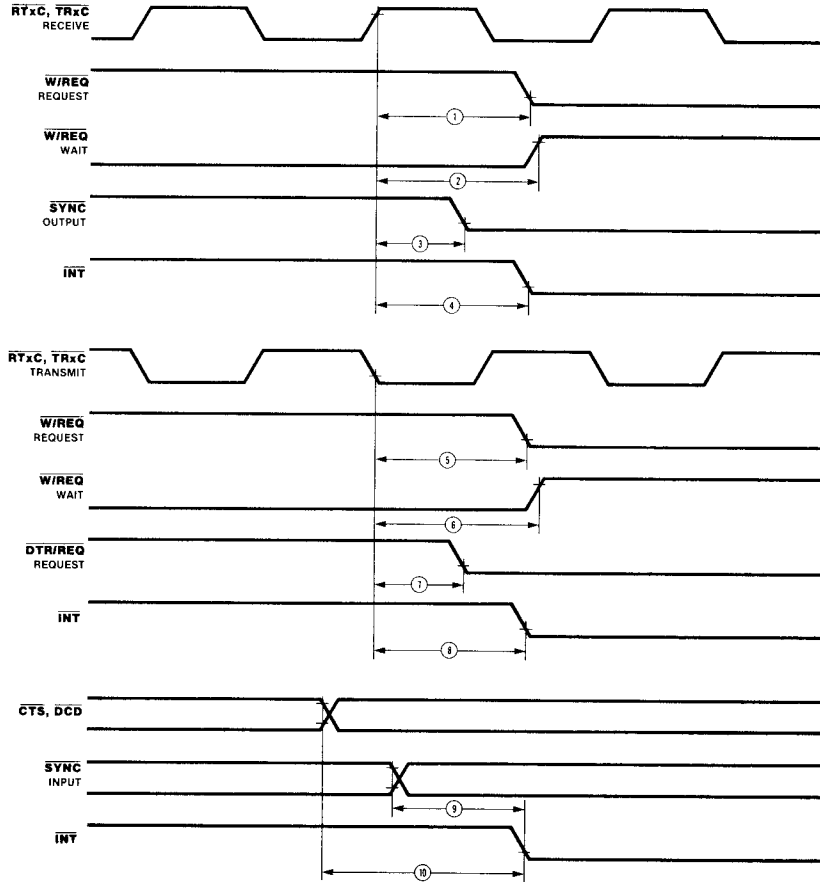 RTxC, TRxC
RECEIVE
W/REQ
REQUEST
1
W/REQ
WAIT
2
SYNC
OUTPUT
3
INT
4
RTxC, TRxC
TRANSMIT
W/REQ
REQUEST
5
W/REQ
WAIT
6
DTR/REQ
REQUEST
7
INT
8
CTS, DCD
SYNC
INPUT
9
INT
10